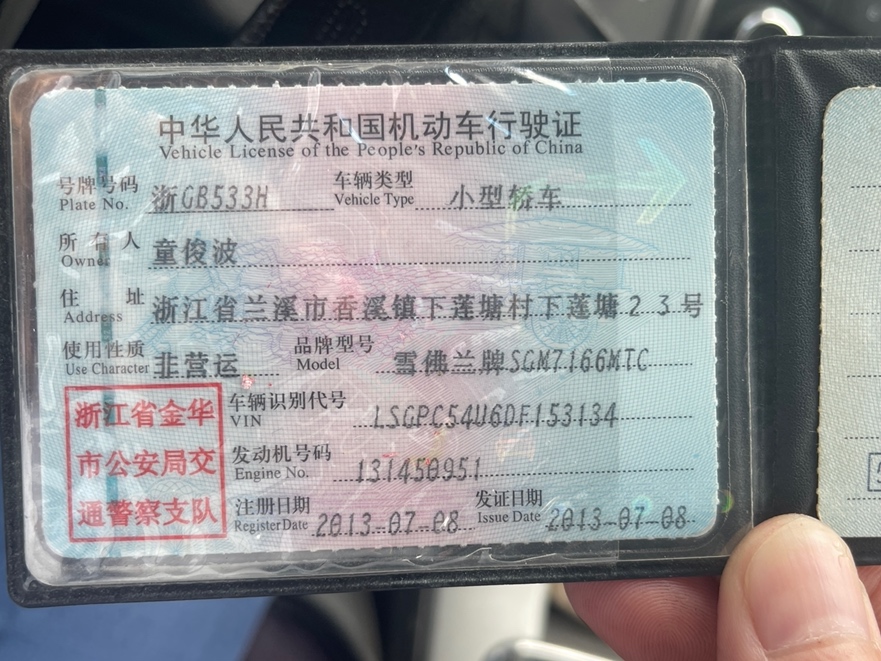 中华人民共和国机动车行驶证
Vehicle License of the People's Republic of China
号牌号码 浙GB533H 车辆类型 小型轿车
Plate No. Vehicle Type
所有人 童俊波
Owner
住址 浙江省兰溪市香溪镇下莲塘村下莲塘23号
Address
使用性质 非营运 品牌型号 雪佛兰牌SGM7166MTC
Use Character Model
浙江省金华
市公安局交
通警察支队
车辆识别代号 LSGPC54U6DF153134
VIN
发动机号码 131450951
Engine No.
注册日期 2013-07-08 发证日期 2013-07-08
Register Date Issue Date